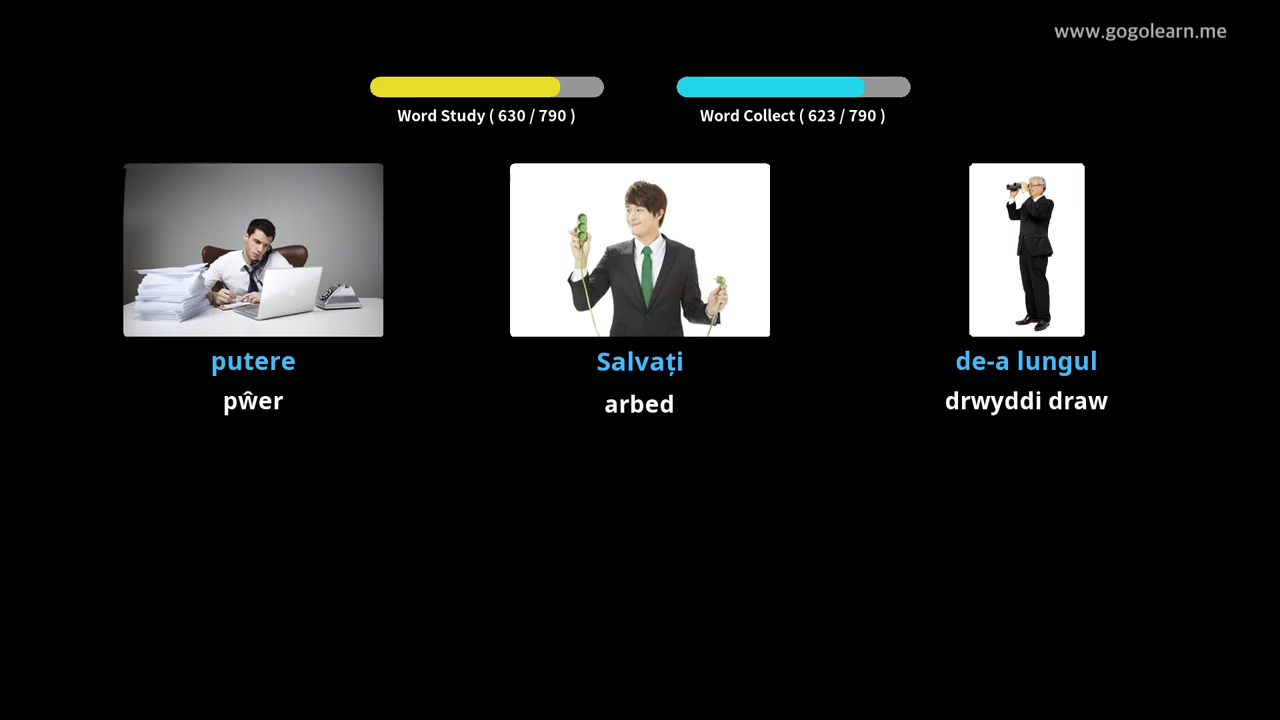 www.gogolearn.me
Word Study ( 630 / 790 )
Word Collect ( 623 / 790 )
putere
Salvați
de-a lungul
pŵer
arbed
drwyddi draw